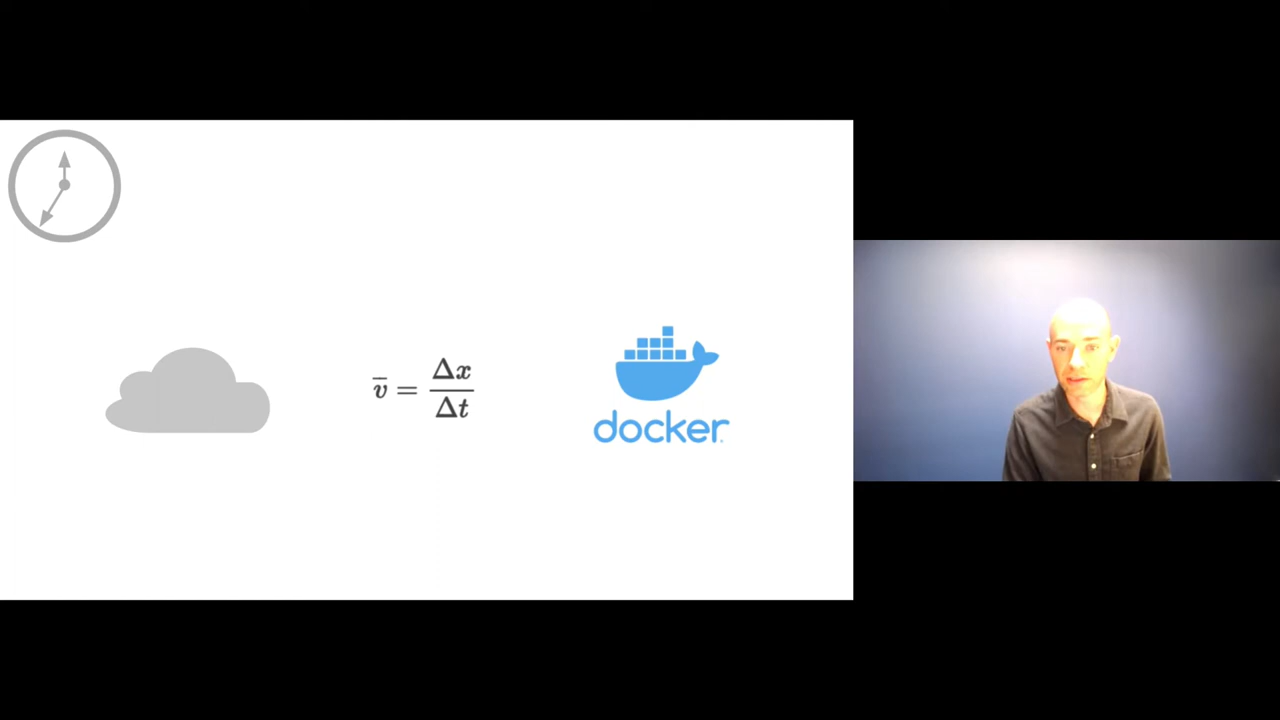 v̅ = Δx / Δt
docker